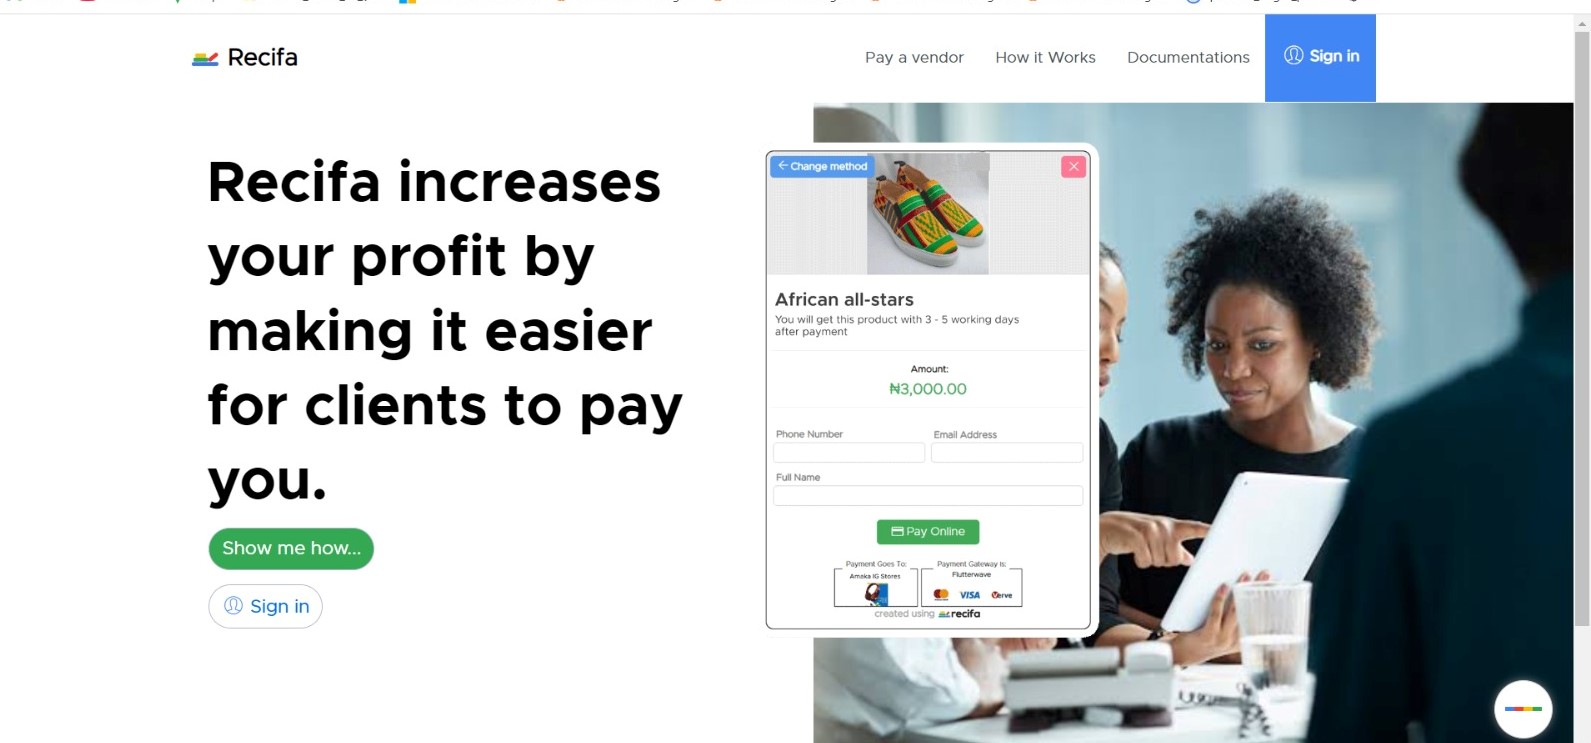 Recifa
Pay a vendor
How it Works
Documentations
Sign in
Recifa increases
your profit by
making it easier
for clients to pay
you.
Show me how...
Sign in
← Change method
African all-stars
You will get this product with 3 - 5 working days
after payment
Amount:
₦3,000.00
Phone Number
Email Address
Full Name
Pay Online
Payment Goes To:
Amaka IG Stores
Payment Gateway is:
Flutterwave
VISA
Verve
created using recifa